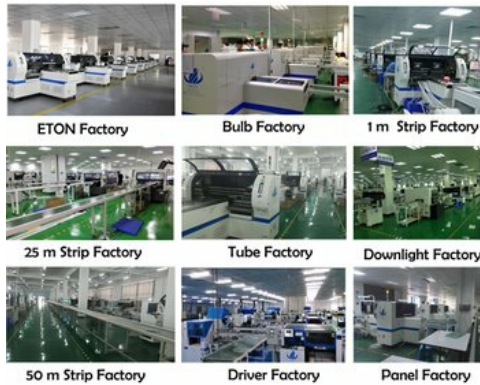 ETON Factory
Bulb Factory
1 m Strip Factory
25 m Strip Factory
Tube Factory
Downlight Factory
50 m Strip Factory
Driver Factory
Panel Factory